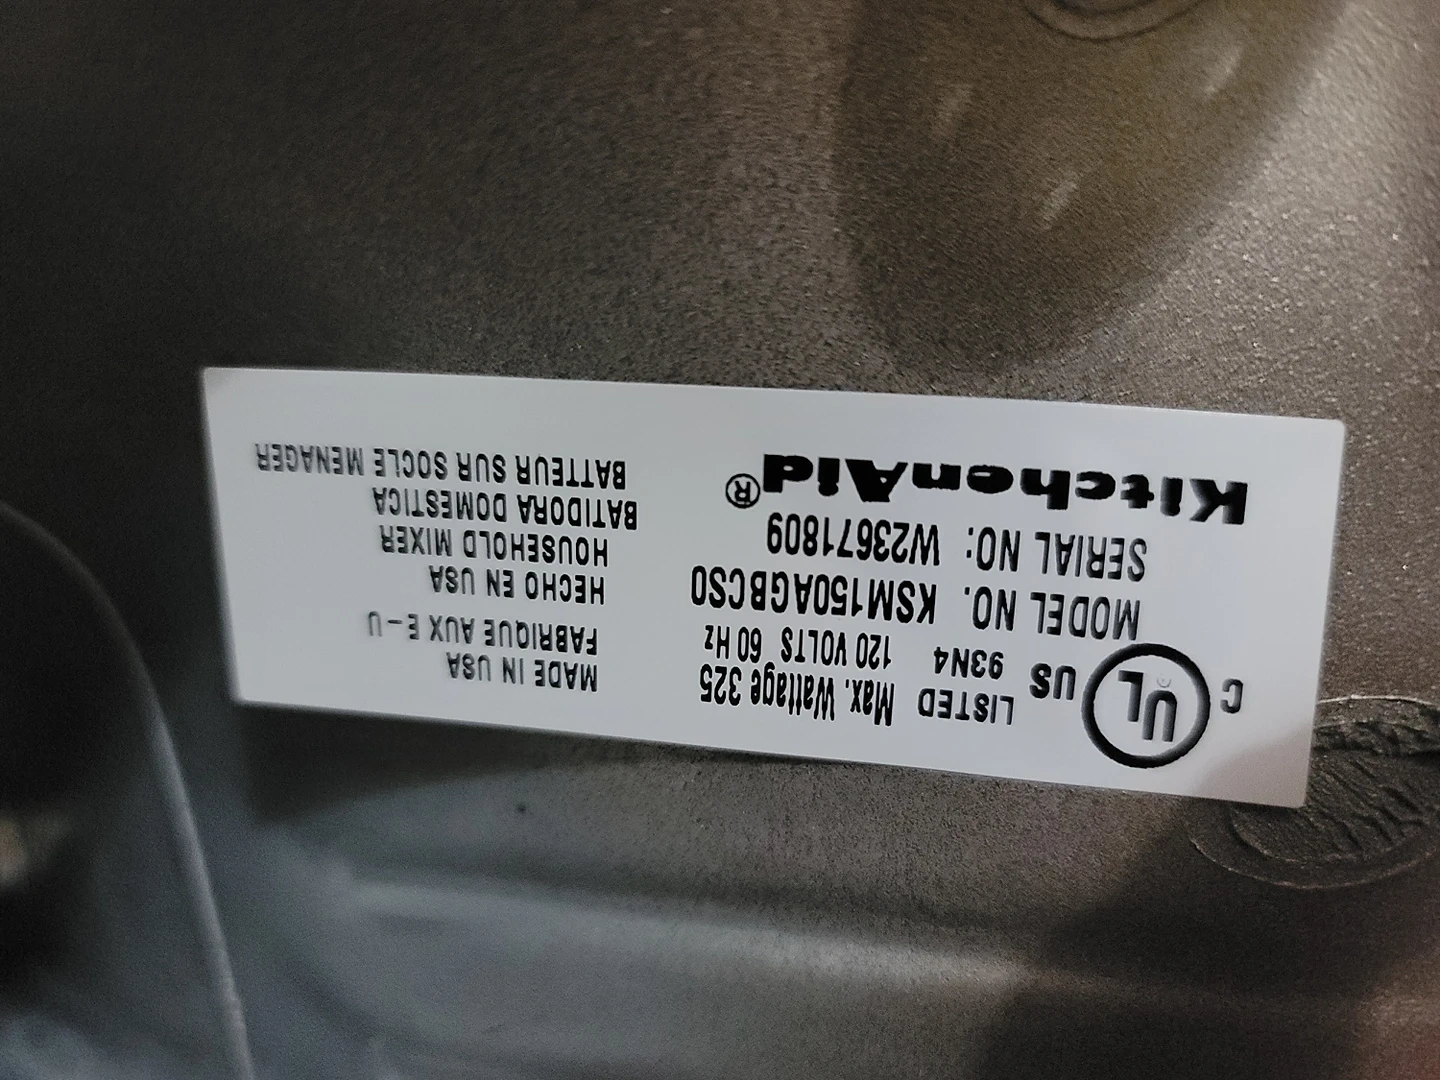 KitchenAid®
SERIAL NO: W23671809
MODEL NO. KSM150AGBCS0
C UL® US LISTED 93N4
120 VOLTS 60 Hz
Max. Wattage 325
BATTEUR SUR SOCLE MENAGER
BATIDORA DOMESTICA
HOUSEHOLD MIXER
HECHO EN USA
FABRIQUE AUX E-U
MADE IN USA